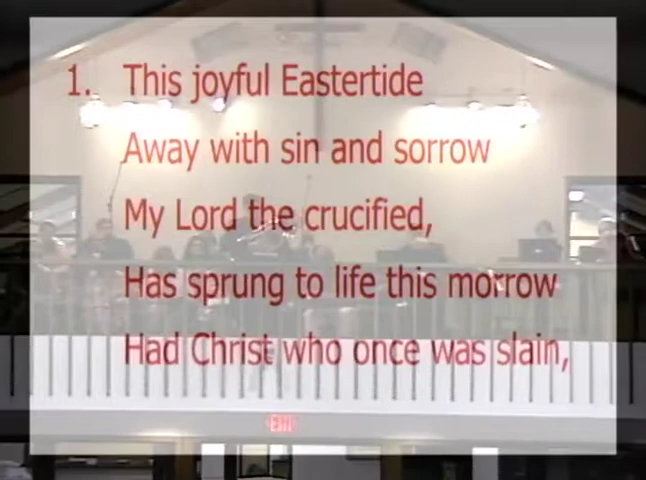 1. This joyful Eastertide
Away with sin and sorrow
My Lord the crucified,
Has sprung to life this morrow
Had Christ who once was slain,
EXIT